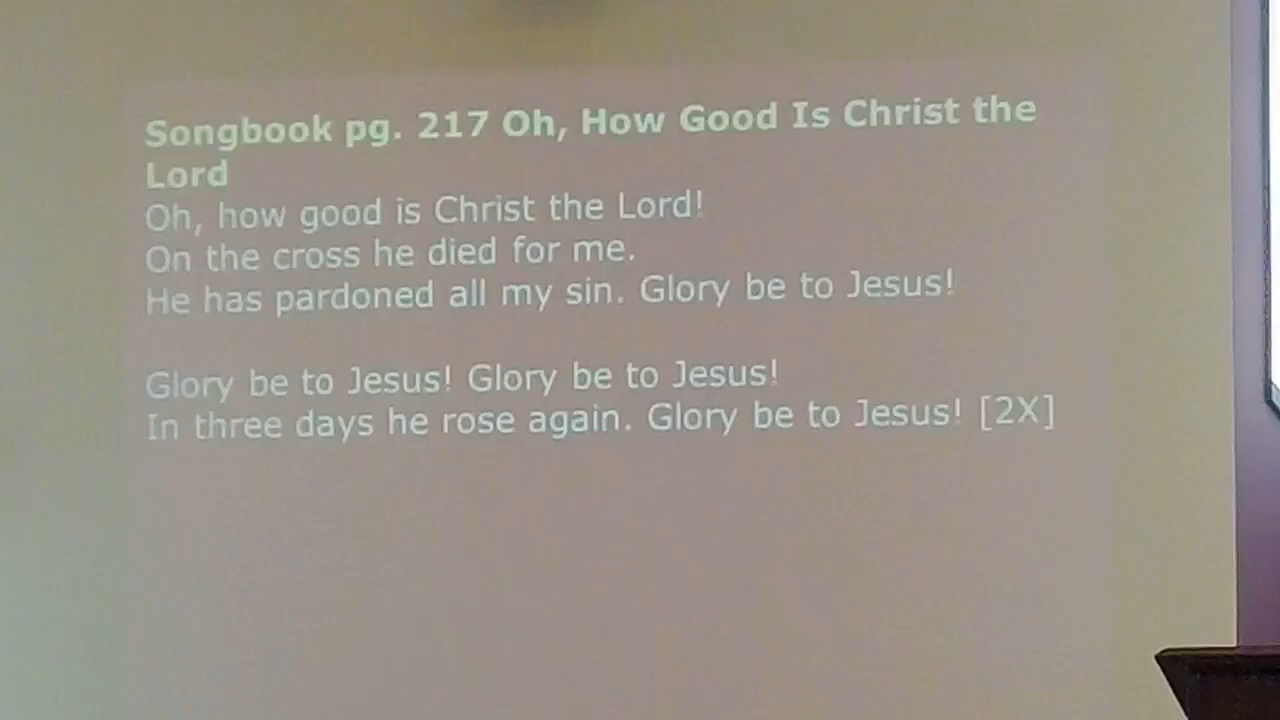 Songbook pg. 217 Oh, How Good Is Christ the
Lord
Oh, how good is Christ the Lord!
On the cross he died for me.
He has pardoned all my sin. Glory be to Jesus!
Glory be to Jesus! Glory be to Jesus!
In three days he rose again. Glory be to Jesus! [2X]